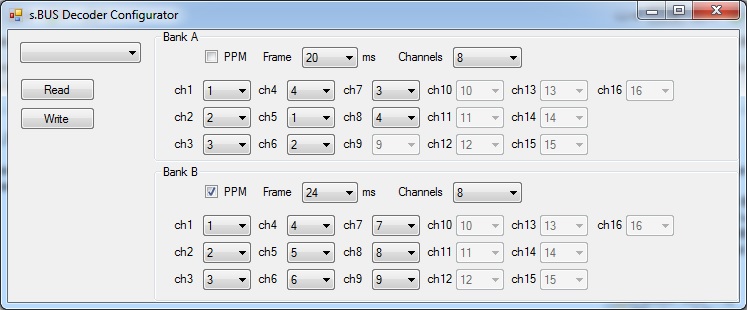 s.BUS Decoder Configurator
Read
Write
Bank A
PPM Frame 20 ms Channels 8
ch1 1 ch4 4 ch7 3 ch10 10 ch13 13 ch16 16
ch2 2 ch5 1 ch8 4 ch11 11 ch14 14
ch3 3 ch6 2 ch9 9 ch12 12 ch15 15
Bank B
PPM Frame 24 ms Channels 8
ch1 1 ch4 4 ch7 7 ch10 10 ch13 13 ch16 16
ch2 2 ch5 5 ch8 8 ch11 11 ch14 14
ch3 3 ch6 6 ch9 9 ch12 12 ch15 15